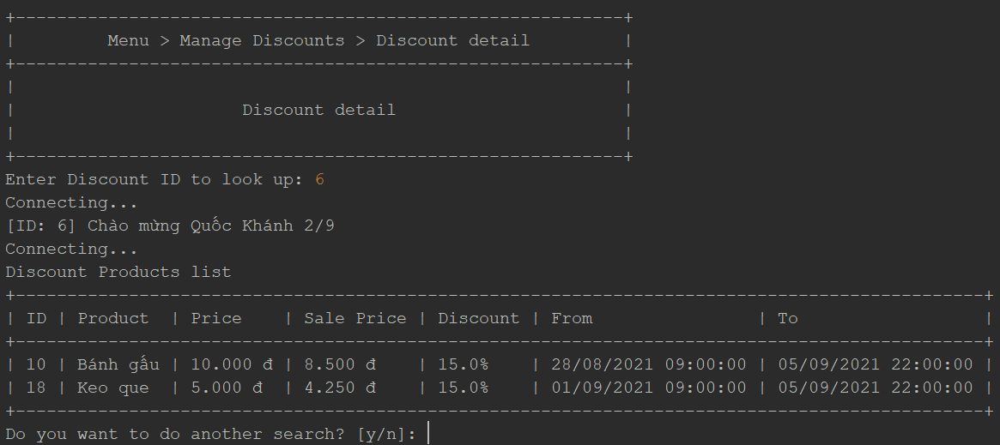 +-----------------------------------------------------------+
| Menu > Manage Discounts > Discount detail |
+-----------------------------------------------------------+
| |
| Discount detail |
| |
+-----------------------------------------------------------+
Enter Discount ID to look up: 6
Connecting...
[ID: 6] Chào mừng Quốc Khánh 2/9
Connecting...
Discount Products list
+----------------------------------------------------------------------------------------------+
| ID | Product | Price | Sale Price | Discount | From | To |
+----------------------------------------------------------------------------------------------+
| 10 | Bánh gấu | 10.000 đ | 8.500 đ | 15.0% | 28/08/2021 09:00:00 | 05/09/2021 22:00:00 |
| 18 | Keo que | 5.000 đ | 4.250 đ | 15.0% | 01/09/2021 09:00:00 | 05/09/2021 22:00:00 |
+----------------------------------------------------------------------------------------------+
Do you want to do another search? [y/n]: